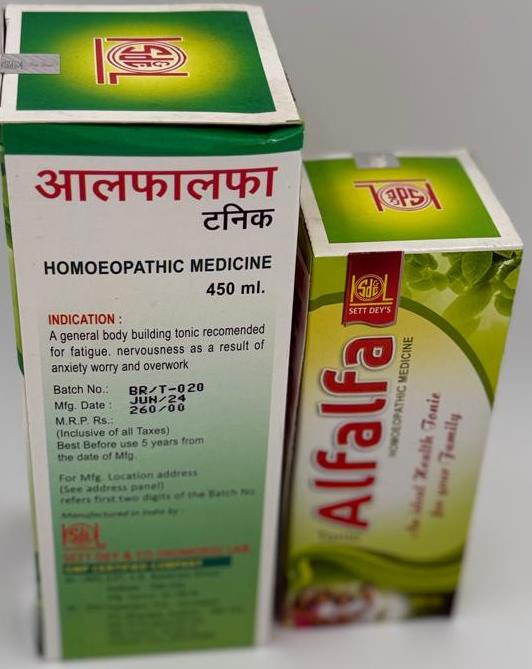 आलफालफा
टनिक
HOMOEOPATHIC MEDICINE
450 ml.
INDICATION :
A general body building tonic recomended
for fatigue. nervousness as a result of
anxiety worry and overwork
Batch No.: BR/T-020
Mfg. Date : JUN/24
M.R.P. Rs.: 260/00
(Inclusive of all Taxes)
Best Before use 5 years from
the date of Mfg.
For Mfg. Location address
(See address panel)
refers first two digits of the Batch No
Manufactured in India by -
SETT DEY & CO
GMP CERTIFIED COMPANY
SETT DEY'S
Alfalfa
Tonic
HOMOEOPATHIC MEDICINE
An ideal Health Tonic
for your Family